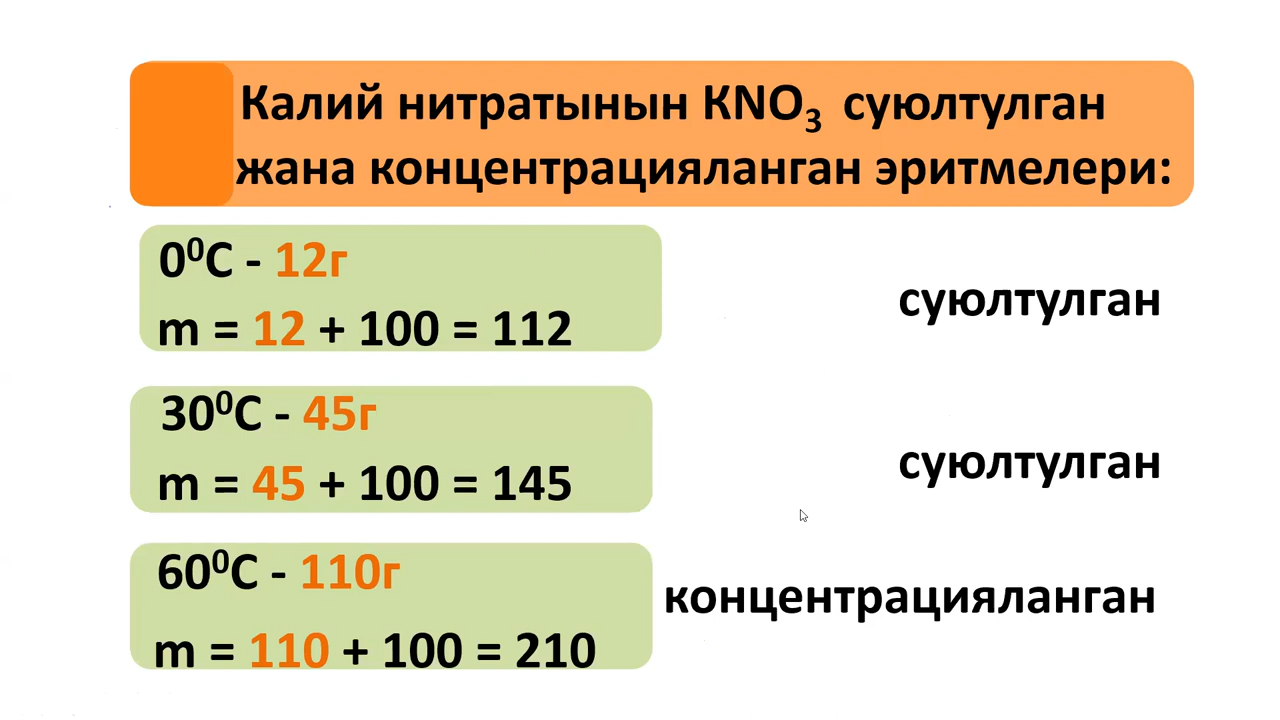 Калий нитратынын KNO₃ суюлтулган
жана концентрацияланган эритмелери:
0⁰C - 12г
m = 12 + 100 = 112
суюлтулган
30⁰C - 45г
m = 45 + 100 = 145
суюлтулган
60⁰C - 110г
m = 110 + 100 = 210
концентрацияланган